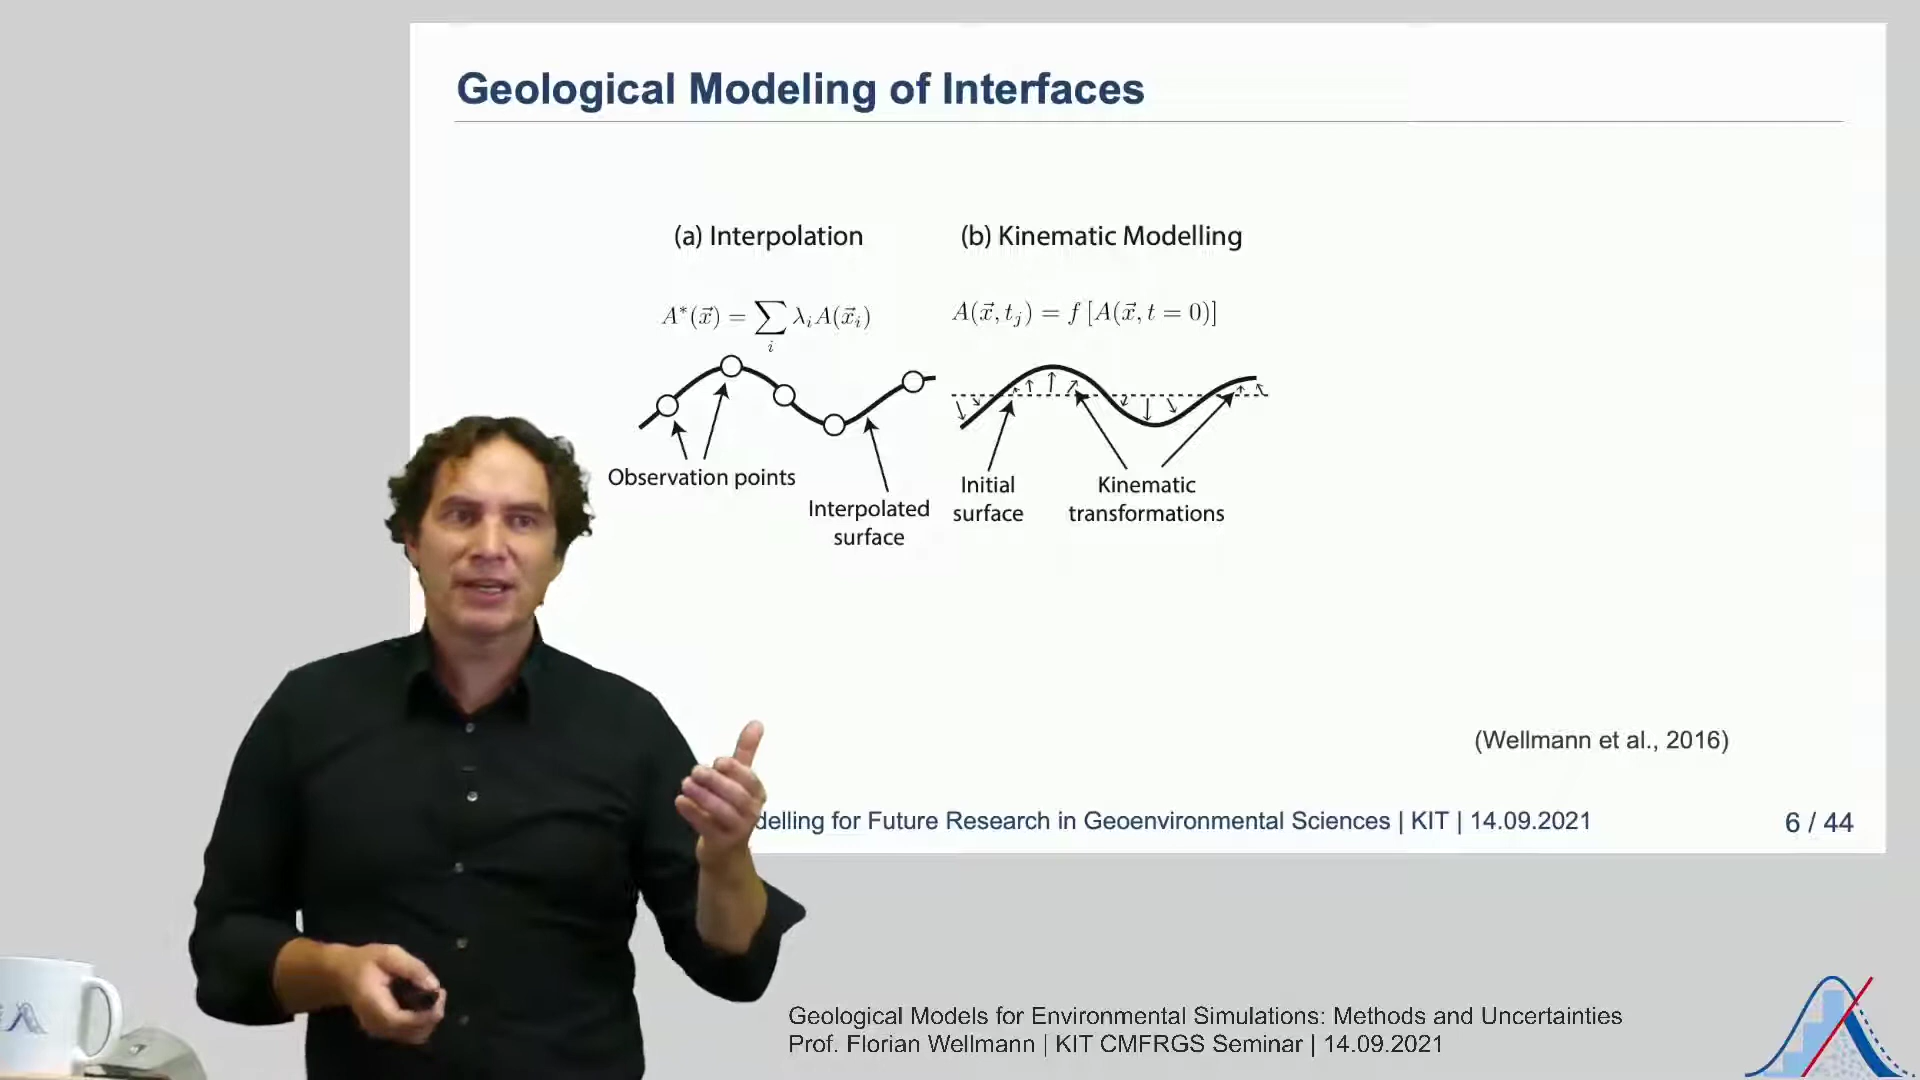 Geological Modeling of Interfaces
(a) Interpolation
(b) Kinematic Modelling
A*(x⃗) = ∑ᵢ λᵢA(x⃗ᵢ)
A(x⃗, tⱼ) = f [A(x⃗, t = 0)]
Observation points
Interpolated
surface
Initial
surface
Kinematic
transformations
(Wellmann et al., 2016)
delling for Future Research in Geoenvironmental Sciences | KIT | 14.09.2021
6 / 44
Geological Models for Environmental Simulations: Methods and Uncertainties
Prof. Florian Wellmann | KIT CMFRGS Seminar | 14.09.2021